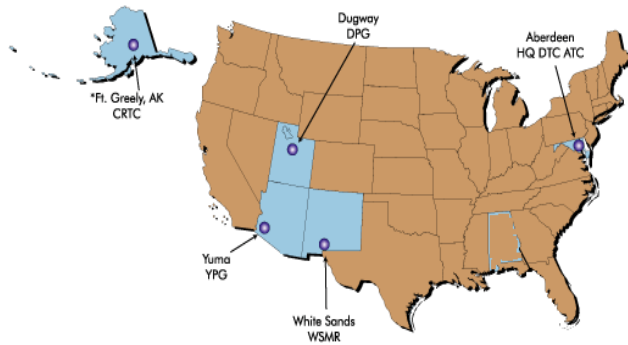 Dugway
DPG
Aberdeen
HQ DTC ATC
*Ft. Greely, AK
CRTC
Yuma
YPG
White Sands
WSMR